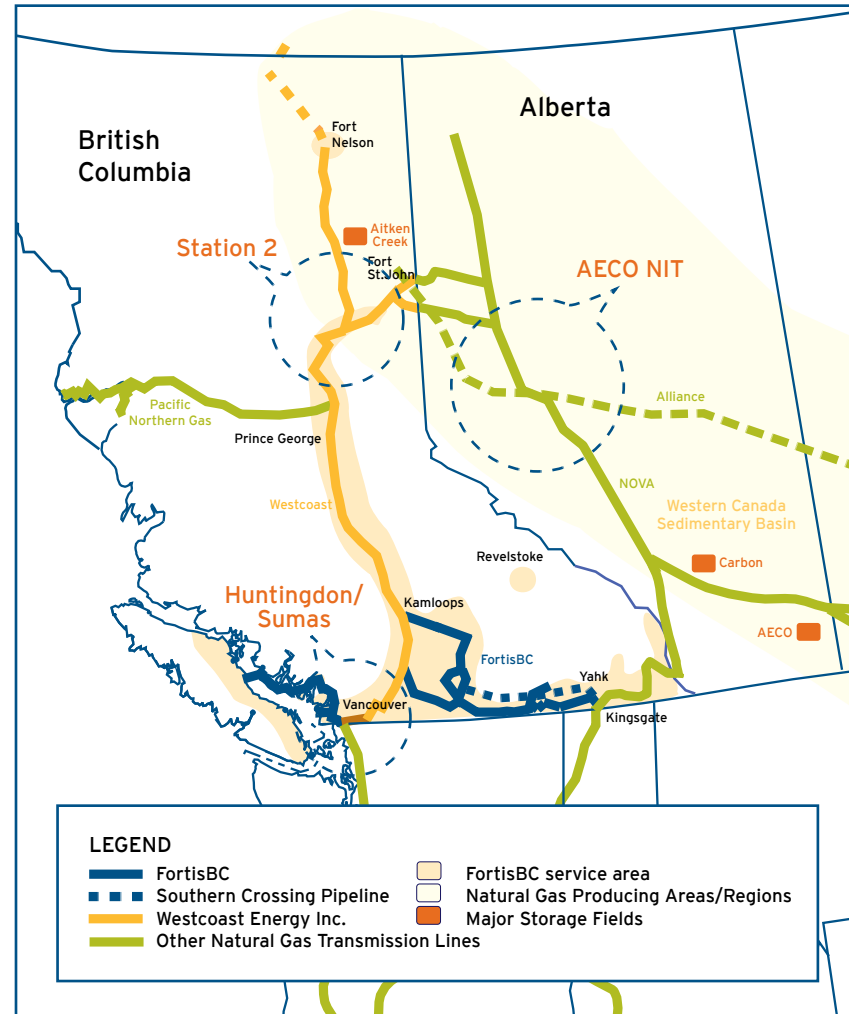 British
Columbia
Alberta
Fort
Nelson
Aitken
Creek
Station 2
Fort
St.John
AECO NIT
Pacific
Northern Gas
Alliance
Prince George
NOVA
Westcoast
Western Canada
Sedimentary Basin
Revelstoke
Carbon
Huntingdon/
Sumas
Kamloops
AECO
FortisBC
Yahk
Vancouver
Kingsgate
LEGEND
FortisBC
Southern Crossing Pipeline
Westcoast Energy Inc.
Other Natural Gas Transmission Lines
FortisBC service area
Natural Gas Producing Areas/Regions
Major Storage Fields